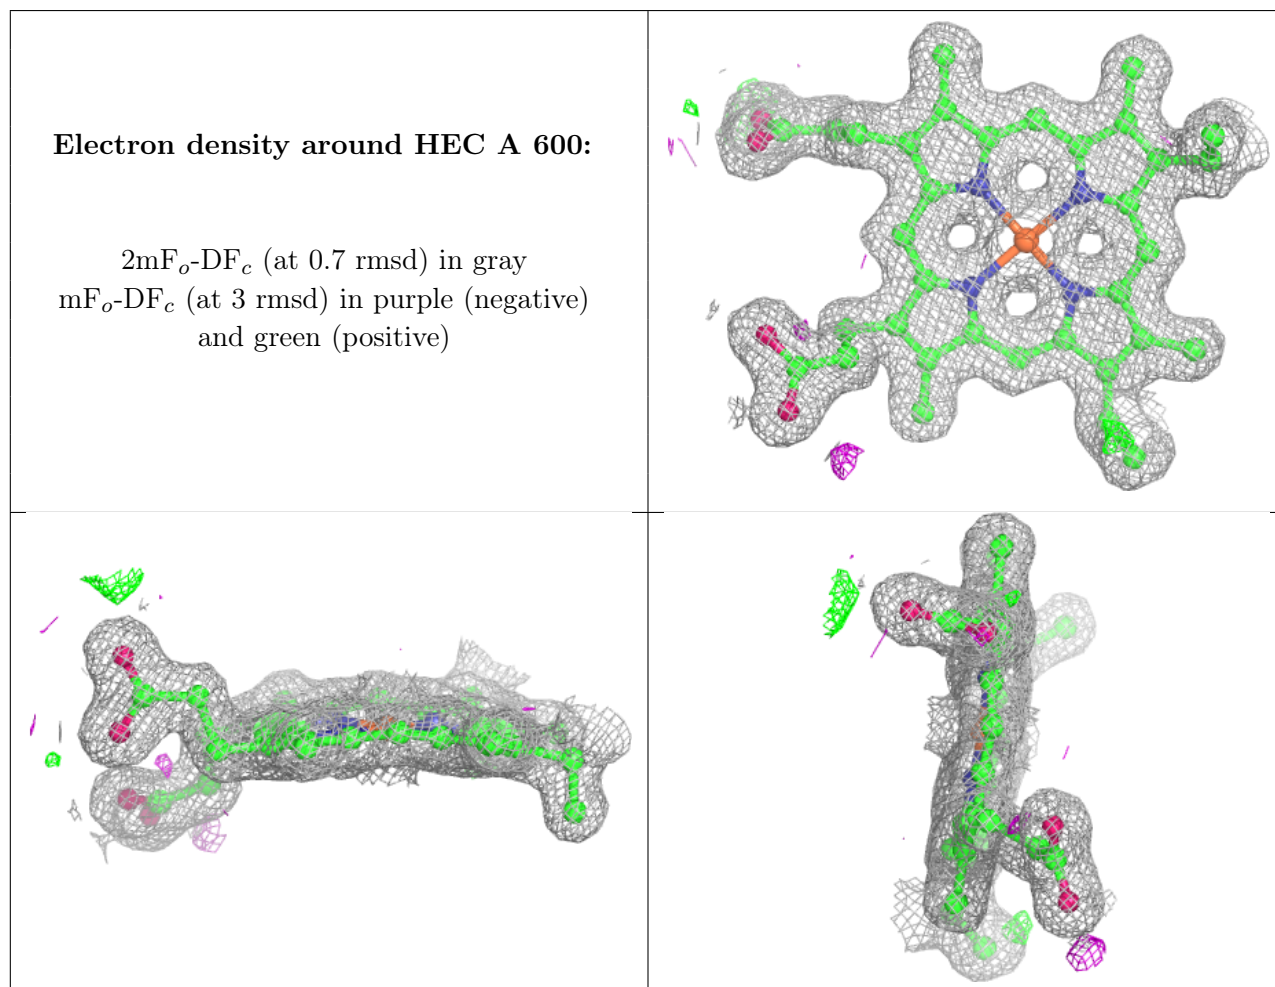 Electron density around HEC A 600:
2mFo-DFc (at 0.7 rmsd) in gray
mFo-DFc (at 3 rmsd) in purple (negative)
and green (positive)